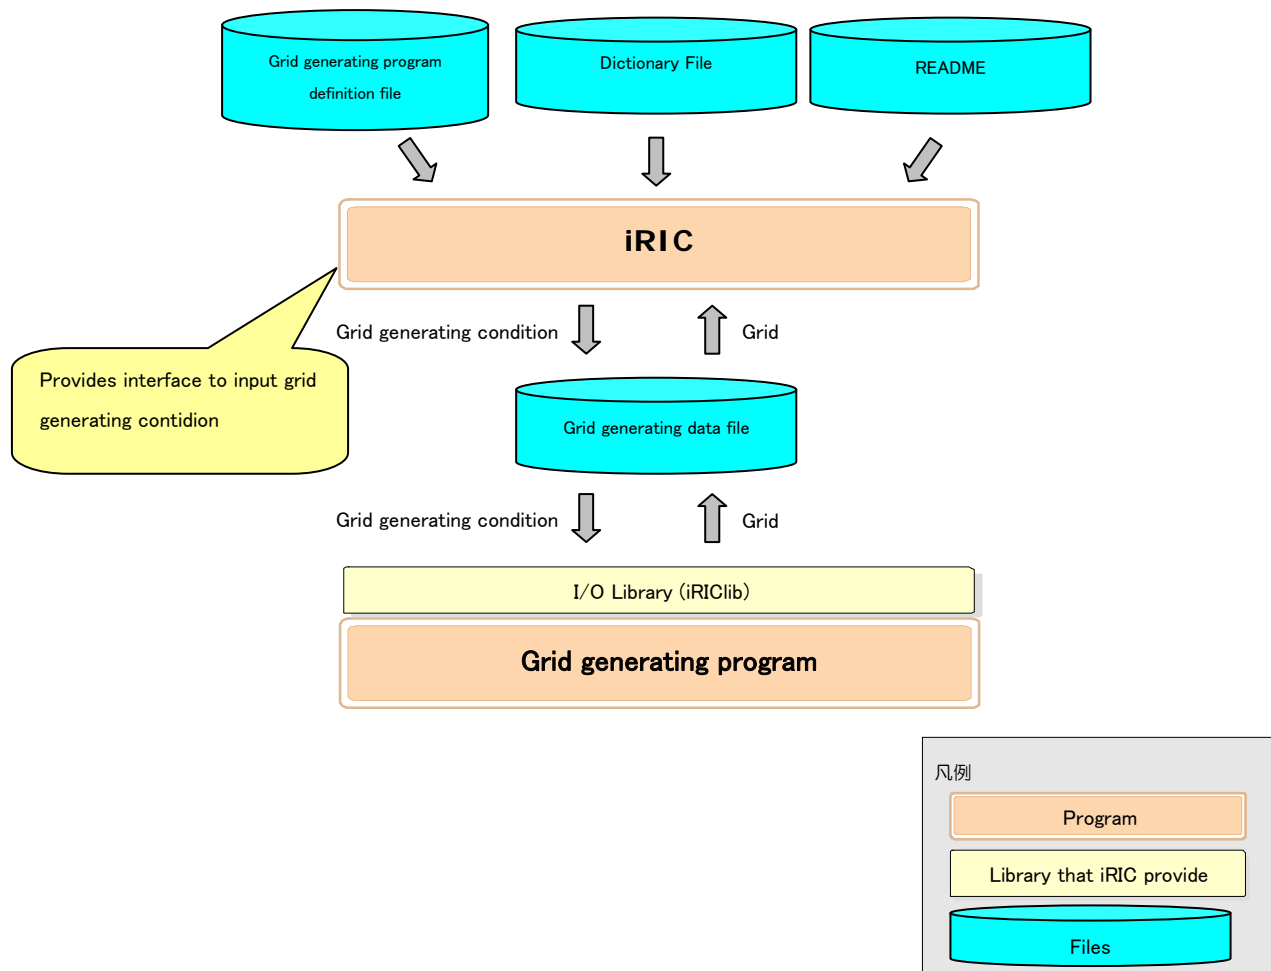 Grid generating program
definition file
Dictionary File
README
iRIC
Grid generating condition
Grid
Provides interface to input grid
generating contidion
Grid generating data file
Grid generating condition
Grid
I/O Library (iRIClib)
Grid generating program
凡例
Program
Library that iRIC provide
Files